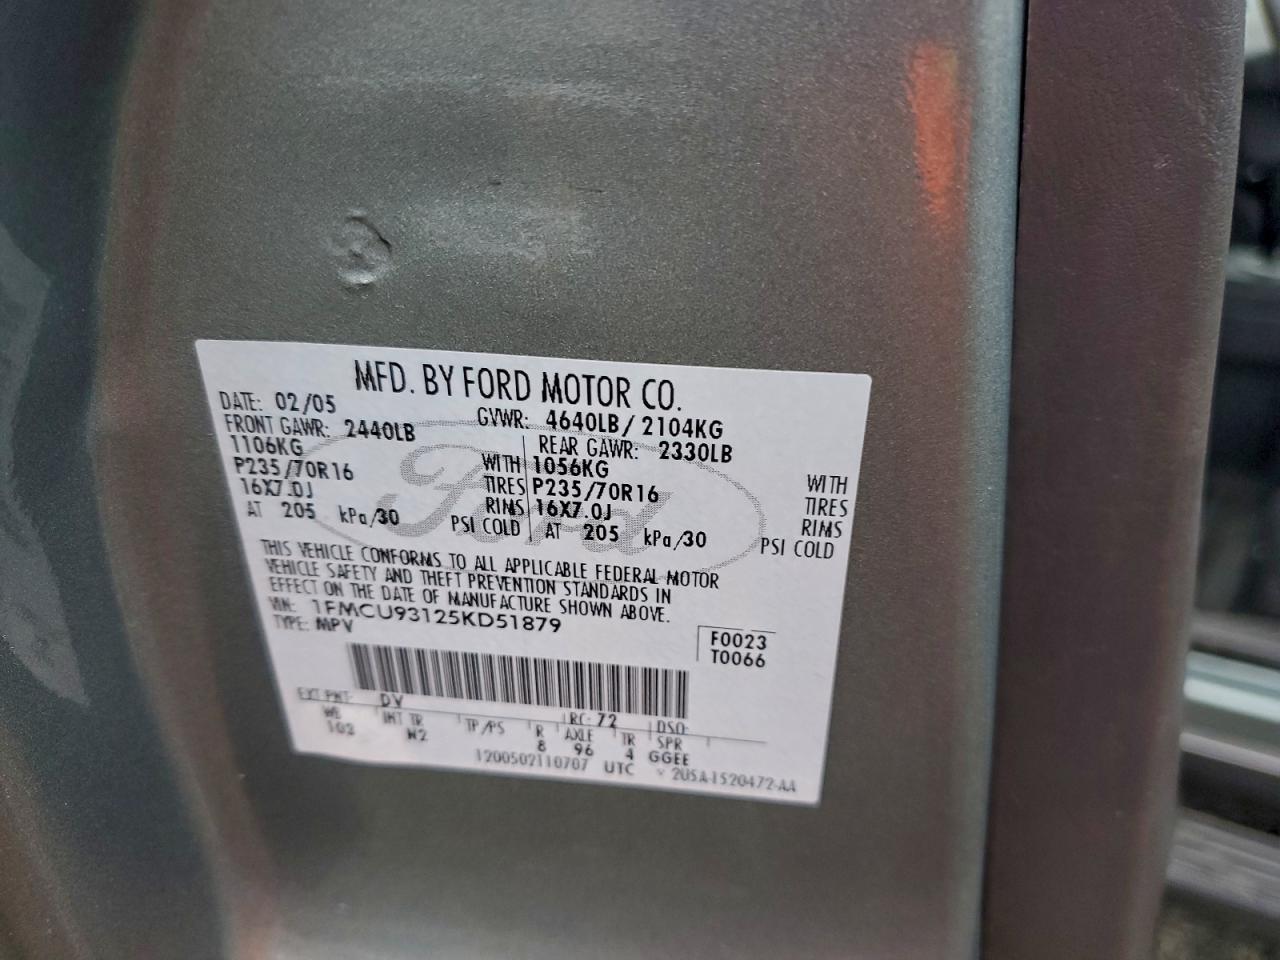 MFD. BY FORD MOTOR CO.
DATE: 02/05 GVWR: 4640LB/2104KG
FRONT GAWR: 2440LB REAR GAWR: 2330LB
1106KG WITH 1056KG WITH
P235/70R16 TIRES P235/70R16 TIRES
16X7.0J RIMS 16X7.0J RIMS
AT 205 kPa/30 PSI COLD AT 205 kPa/30 PSI COLD
Ford
THIS VEHICLE CONFORMS TO ALL APPLICABLE FEDERAL MOTOR
VEHICLE SAFETY AND THEFT PREVENTION STANDARDS IN
EFFECT ON THE DATE OF MANUFACTURE SHOWN ABOVE.
VIN: 1FMCU93125KD51879
TYPE: MPV
F0023
T0066
EXT PNT: DV RC: 72 DSO:
WB INT TR TP/PS R AXLE TR SPR
102 N2 8 96 4 GGEE
1200502110707 UTC 2USA-1520472-AA